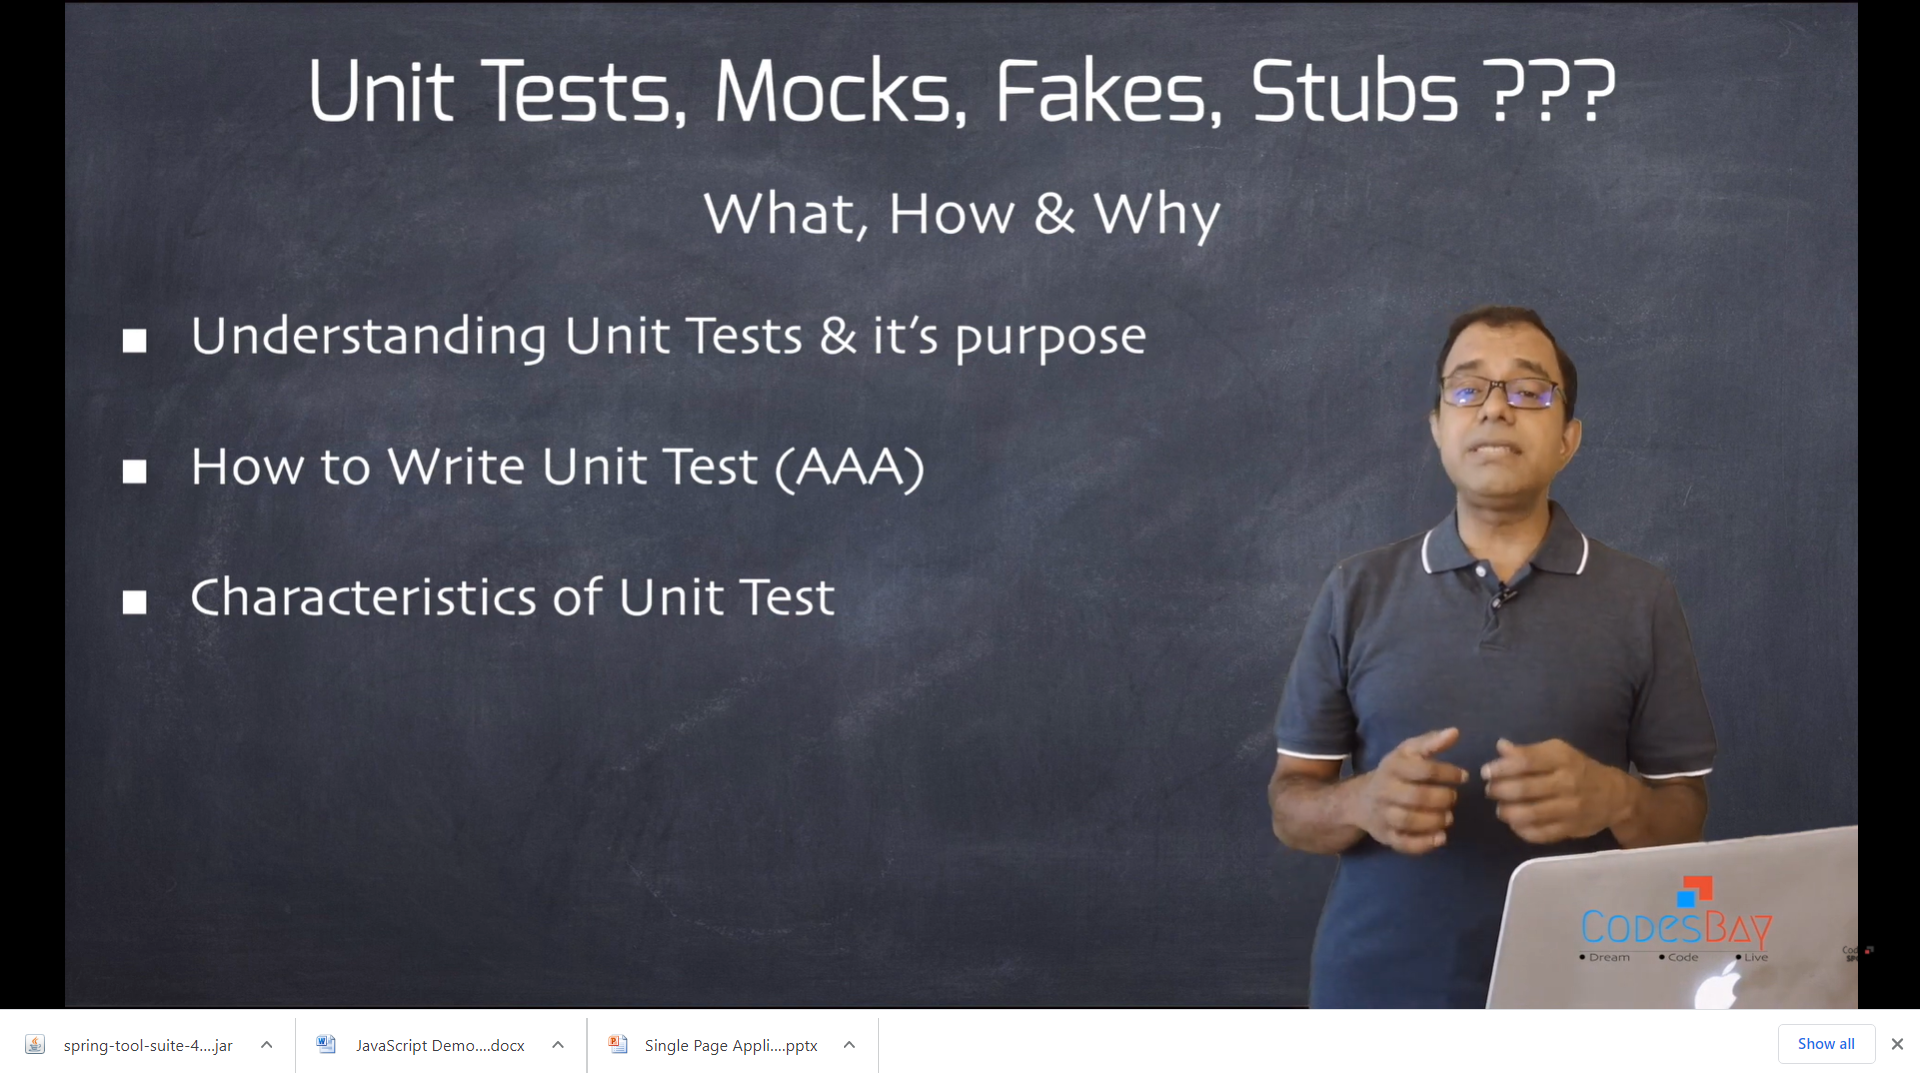 Unit Tests, Mocks, Fakes, Stubs ???
What, How & Why
■ Understanding Unit Tests & it's purpose
■ How to Write Unit Test (AAA)
■ Characteristics of Unit Test
CODESBAY
• Dream • Code • Live
spring-tool-suite-4....jar
JavaScript Demo....docx
Single Page Appli....pptx
Show all